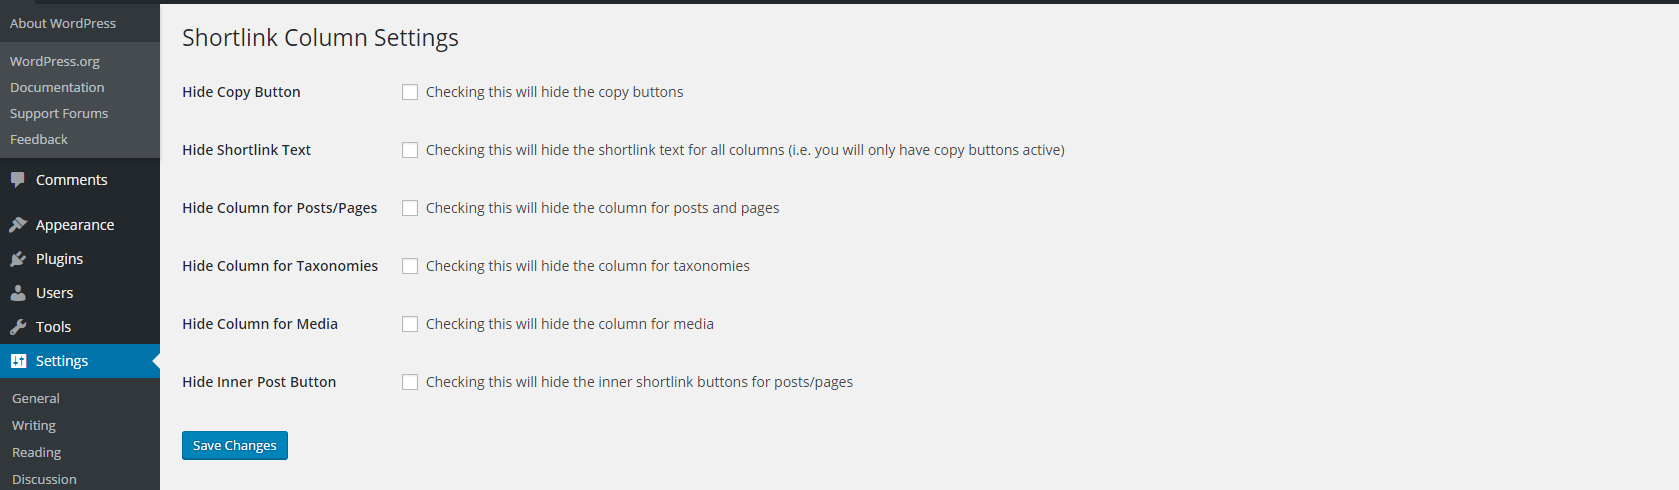 About WordPress
WordPress.org
Documentation
Support Forums
Feedback
Comments
Appearance
Plugins
Users
Tools
Settings
General
Writing
Reading
Discussion
Shortlink Column Settings
Hide Copy Button Checking this will hide the copy buttons
Hide Shortlink Text Checking this will hide the shortlink text for all columns (i.e. you will only have copy buttons active)
Hide Column for Posts/Pages Checking this will hide the column for posts and pages
Hide Column for Taxonomies Checking this will hide the column for taxonomies
Hide Column for Media Checking this will hide the column for media
Hide Inner Post Button Checking this will hide the inner shortlink buttons for posts/pages
Save Changes